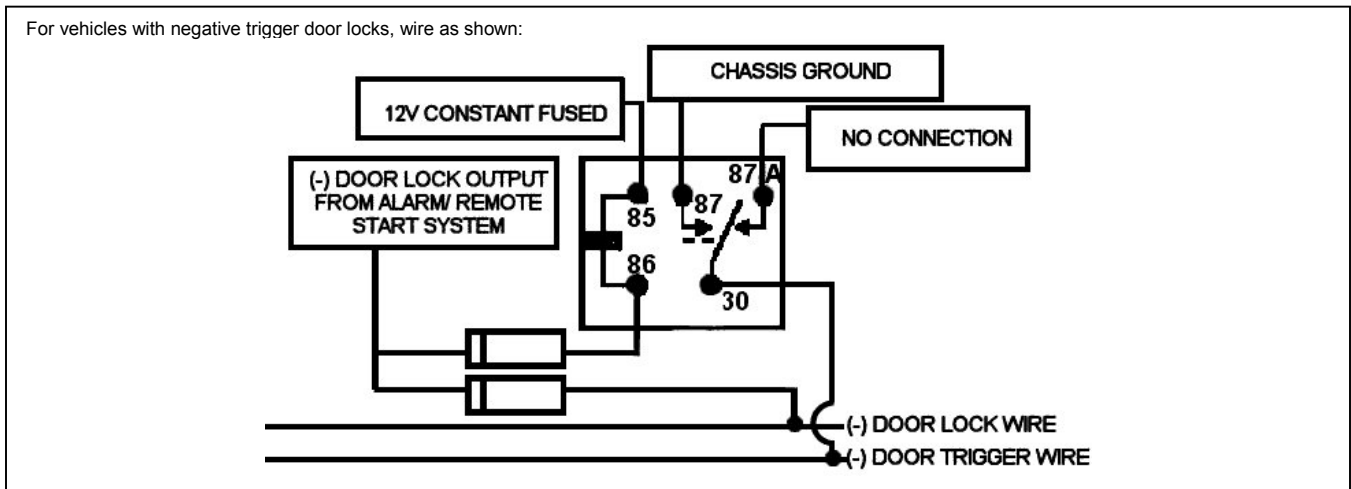 For vehicles with negative trigger door locks, wire as shown:
CHASSIS GROUND
12V CONSTANT FUSED
NO CONNECTION
(-) DOOR LOCK OUTPUT
FROM ALARM/ REMOTE
START SYSTEM
87A
87
85
86
30
(-) DOOR LOCK WIRE
(-) DOOR TRIGGER WIRE